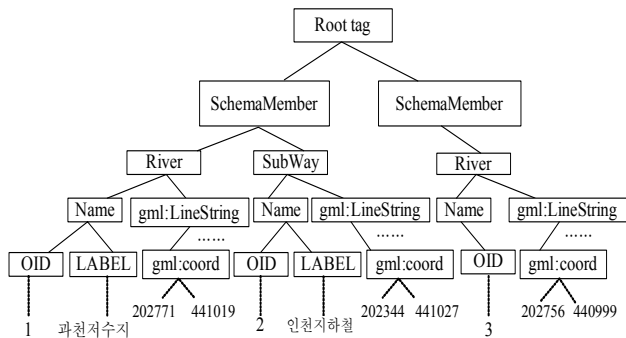 Root tag
SchemaMember SchemaMember
River SubWay River
Name gml:LineString Name gml:LineString Name gml:LineString
...... ...... ......
OID LABEL gml:coord OID LABEL gml:coord OID gml:coord
202771 441019 202344 441027 202756 440999
1 과천저수지 2 인천지하철 3